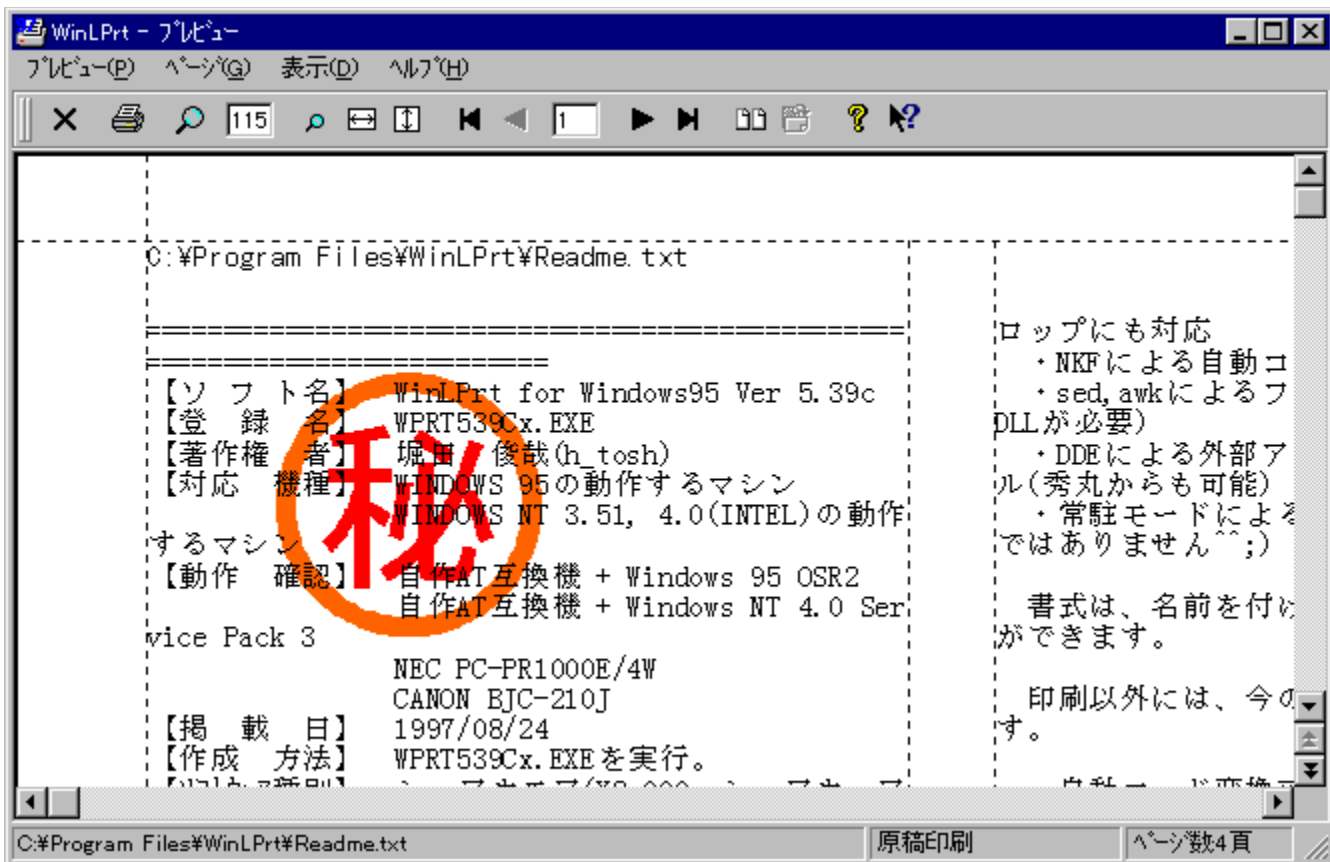 WinLPrt - ﾌﾟﾚﾋﾞｭｰ
ﾌﾟﾚﾋﾞｭｰ(P) ﾍﾟｰｼﾞ(G) 表示(D) ﾍﾙﾌﾟ(H)
115 1
C:¥Program Files¥WinLPrt¥Readme.txt
==================================================
===========================
【ソ フ ト名】 WinLPrt for Windows95 Ver 5.39c
【登 録 名】 WPRT539Cx.EXE
【著作権 者】 堀田 俊哉(h_tosh)
【対応 機種】 WINDOWS 95の動作するマシン
WINDOWS NT 3.51, 4.0(INTEL)の動作
するマシン
【動作 確認】 自作AT互換機 + Windows 95 OSR2
自作AT互換機 + Windows NT 4.0 Ser
vice Pack 3
NEC PC-PR1000E/4W
CANON BJC-210J
【掲 載 日】 1997/08/24
【作成 方法】 WPRT539Cx.EXEを実行。
秘
ロップにも対応
・NKFによる自動コ
・sed,awkによるフ
DLLが必要)
・DDEによる外部ア
ル(秀丸からも可能)
・常駐モードによる
ではありません^^;)
書式は、名前を付け
ができます。
印刷以外には、今の
す。
C:¥Program Files¥WinLPrt¥Readme.txt 原稿印刷 ﾍﾟｰｼﾞ数:4頁